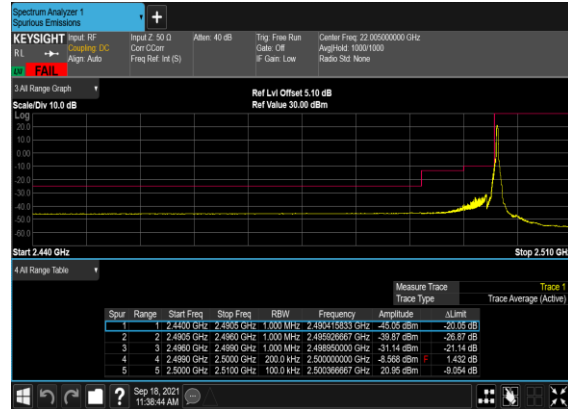 Spectrum Analyzer 1
Spurious Emissions
KEYSIGHT Input: RF Input Z: 50 Ω Atten: 40 dB Trig: Free Run Center Freq: 22.005000000 GHz
RL Coupling: DC Corr CCorr Gate: Off Avg|Hold: 1000/1000
Align: Auto Freq Ref: Int (S) IF Gain: Low Radio Std: None
LXI FAIL
3 All Range Graph
Ref Lvl Offset 5.10 dB
Scale/Div 10.0 dB Ref Value 30.00 dBm
Log
20.0
10.0
0.00
-10.0
-20.0
-30.0
-40.0
-50.0
-60.0
Start 2.440 GHz Stop 2.510 GHz
4 All Range Table
Measure Trace Trace 1
Trace Type Trace Average (Active)
Spur Range Start Freq Stop Freq RBW Frequency Amplitude ΔLimit
1 1 2.4400 GHz 2.4905 GHz 1.000 MHz 2.490415833 GHz -45.05 dBm -20.05 dB
2 2 2.4905 GHz 2.4960 GHz 1.000 MHz 2.495926667 GHz -39.87 dBm -26.87 dB
3 3 2.4960 GHz 2.4990 GHz 1.000 MHz 2.498950000 GHz -31.14 dBm -21.14 dB
4 4 2.4990 GHz 2.5000 GHz 200.0 kHz 2.500000000 GHz -8.568 dBm F 1.432 dB
5 5 2.5000 GHz 2.5100 GHz 100.0 kHz 2.500366667 GHz 20.95 dBm -9.054 dB
Sep 18, 2021
11:38:44 AM